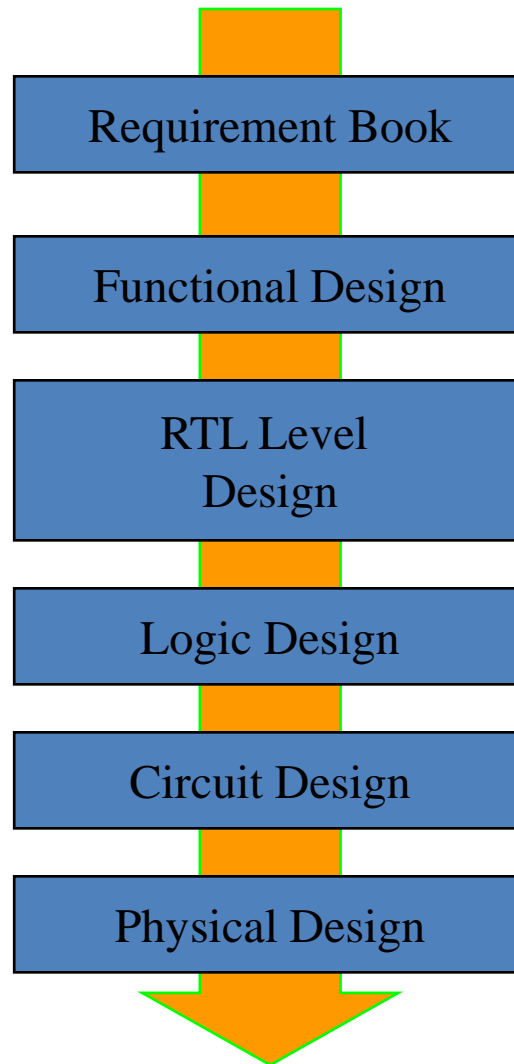 Requirement Book
Functional Design
RTL Level
Design
Logic Design
Circuit Design
Physical Design